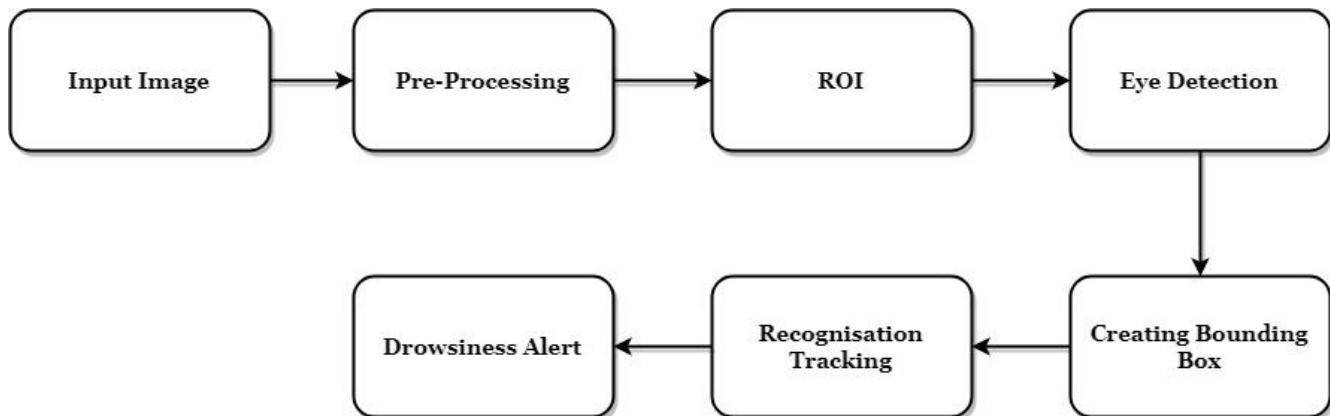 Input Image
Pre-Processing
ROI
Eye Detection
Creating Bounding
Box
Recognisation
Tracking
Drowsiness Alert